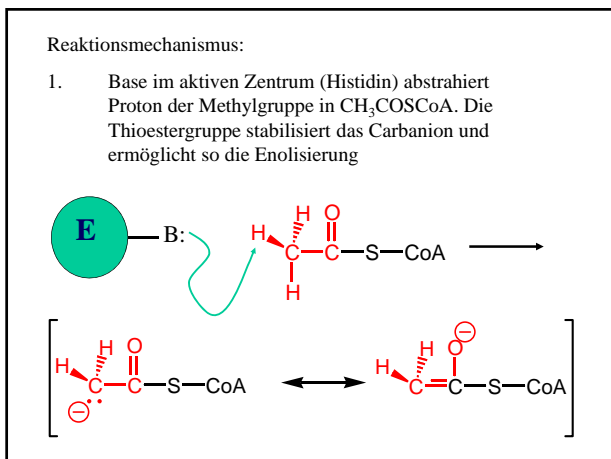 Reaktionsmechanismus:
1. Base im aktiven Zentrum (Histidin) abstrahiert
Proton der Methylgruppe in CH₃COSCoA. Die
Thioestergruppe stabilisiert das Carbanion und
ermöglicht so die Enolisierung
E B:
H H O
C C S CoA
H
H H O
C C S CoA
⊖
H H O⊖
C C S CoA